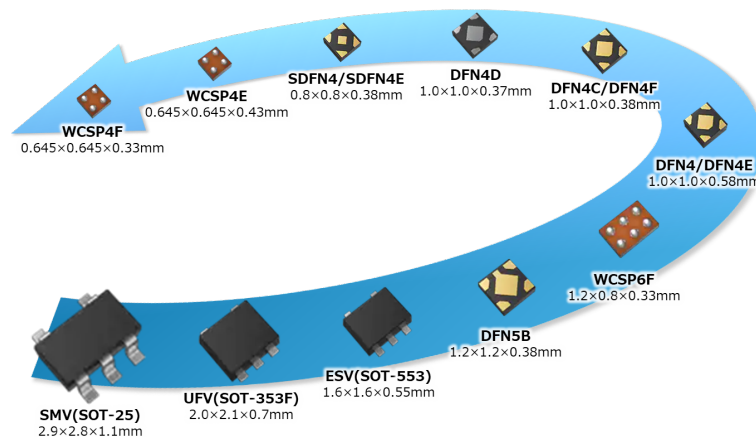 SDFN4/SDFN4E
0.8×0.8×0.38mm
DFN4D
1.0×1.0×0.37mm
DFN4C/DFN4F
1.0×1.0×0.38mm
WCSP4E
0.645×0.645×0.43mm
WCSP4F
0.645×0.645×0.33mm
DFN4/DFN4E
1.0×1.0×0.58mm
WCSP6F
1.2×0.8×0.33mm
DFN5B
1.2×1.2×0.38mm
ESV(SOT-553)
1.6×1.6×0.55mm
UFV(SOT-353F)
2.0×2.1×0.7mm
SMV(SOT-25)
2.9×2.8×1.1mm